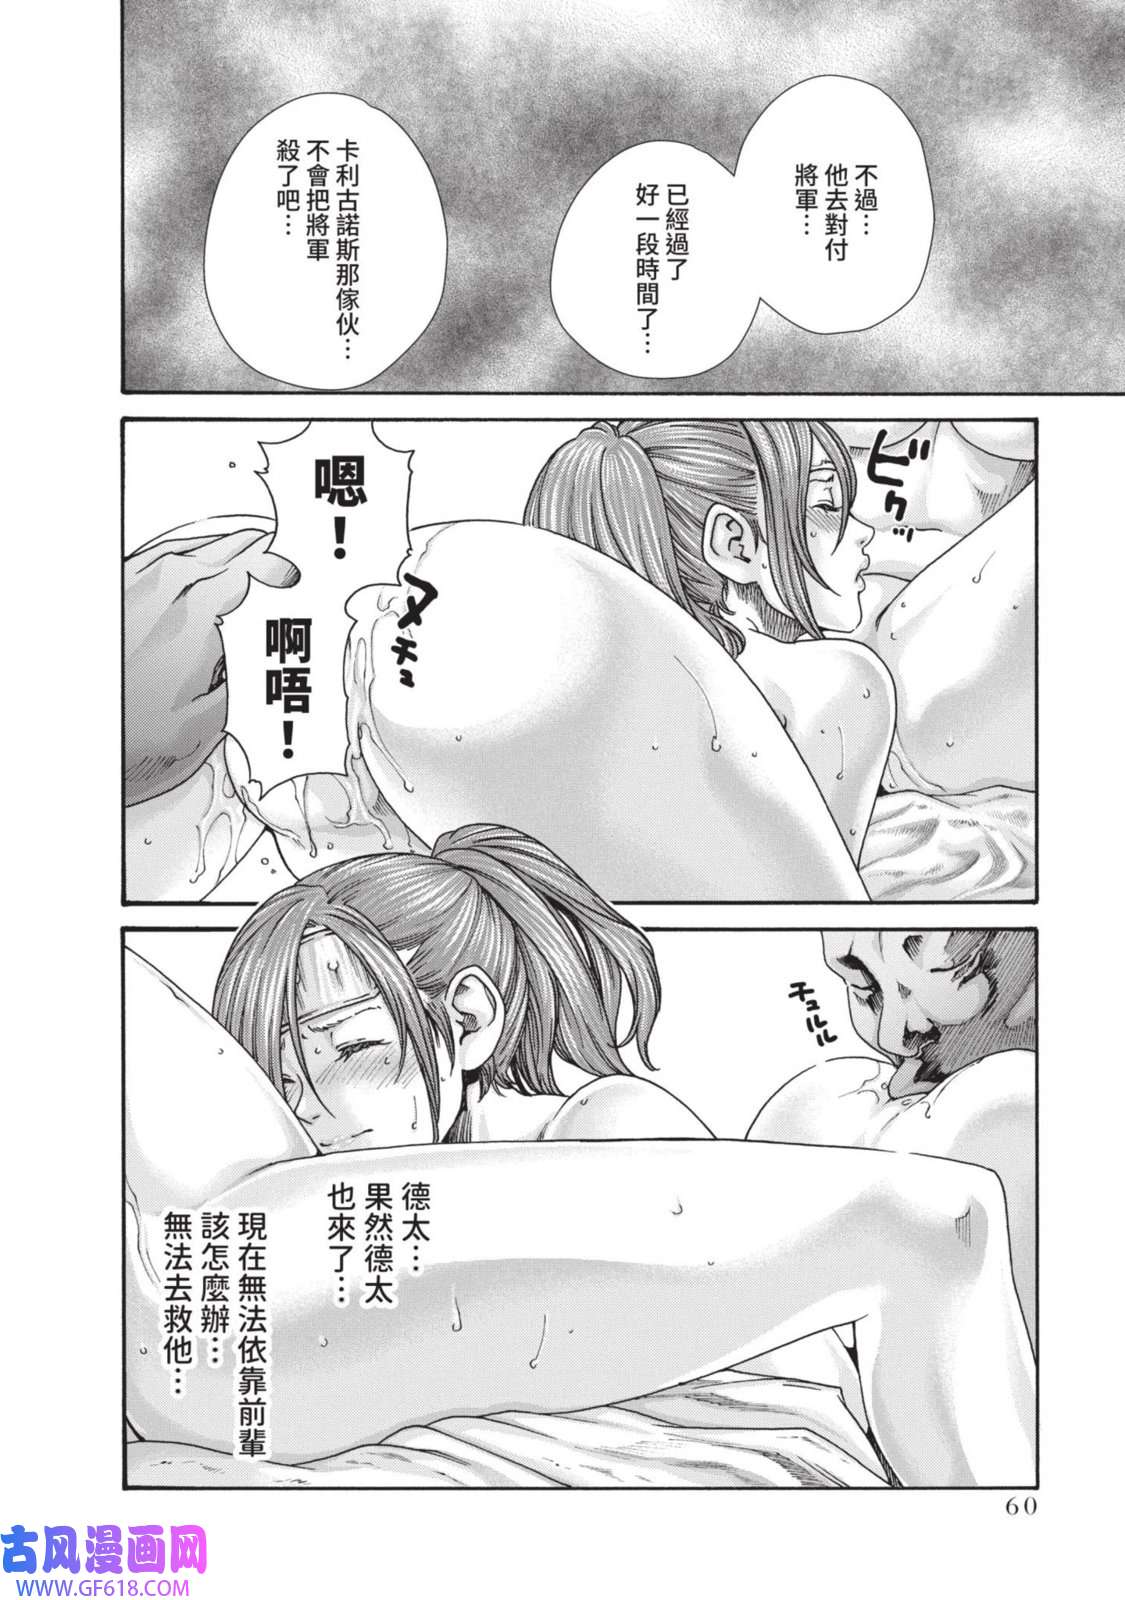 不過…
他去對付
將軍…
已經過了
好一段時間了…
卡利古諾斯那傢伙…
不會把將軍
殺了吧…
ビクッ
嗯！
啊唔！
ヌチュ
チュルル
德太…
果然德太
也來了…
現在無法依靠前輩
該怎麼辦…
無法去救他…
60
古风漫画网
WWW.GF618.COM